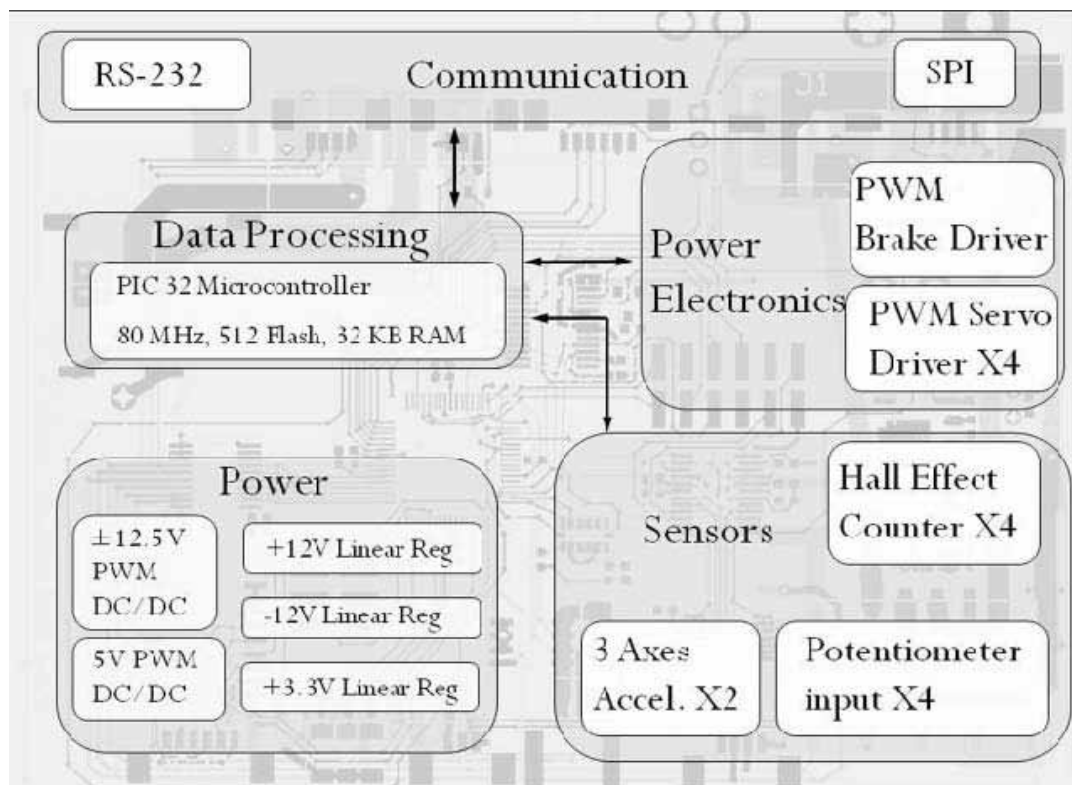 RS-232
Communication
SPI
Data Processing
PIC 32 Microcontroller
80 MHz, 512 Flash, 32 KB RAM
Power
Electronics
PWM
Brake Driver
PWM Servo
Driver X4
Power
±12.5V
PWM
DC/DC
5V PWM
DC/DC
+12V Linear Reg
-12V Linear Reg
+3.3V Linear Reg
Sensors
Hall Effect
Counter X4
3 Axes
Accel. X2
Potentiometer
input X4
J1